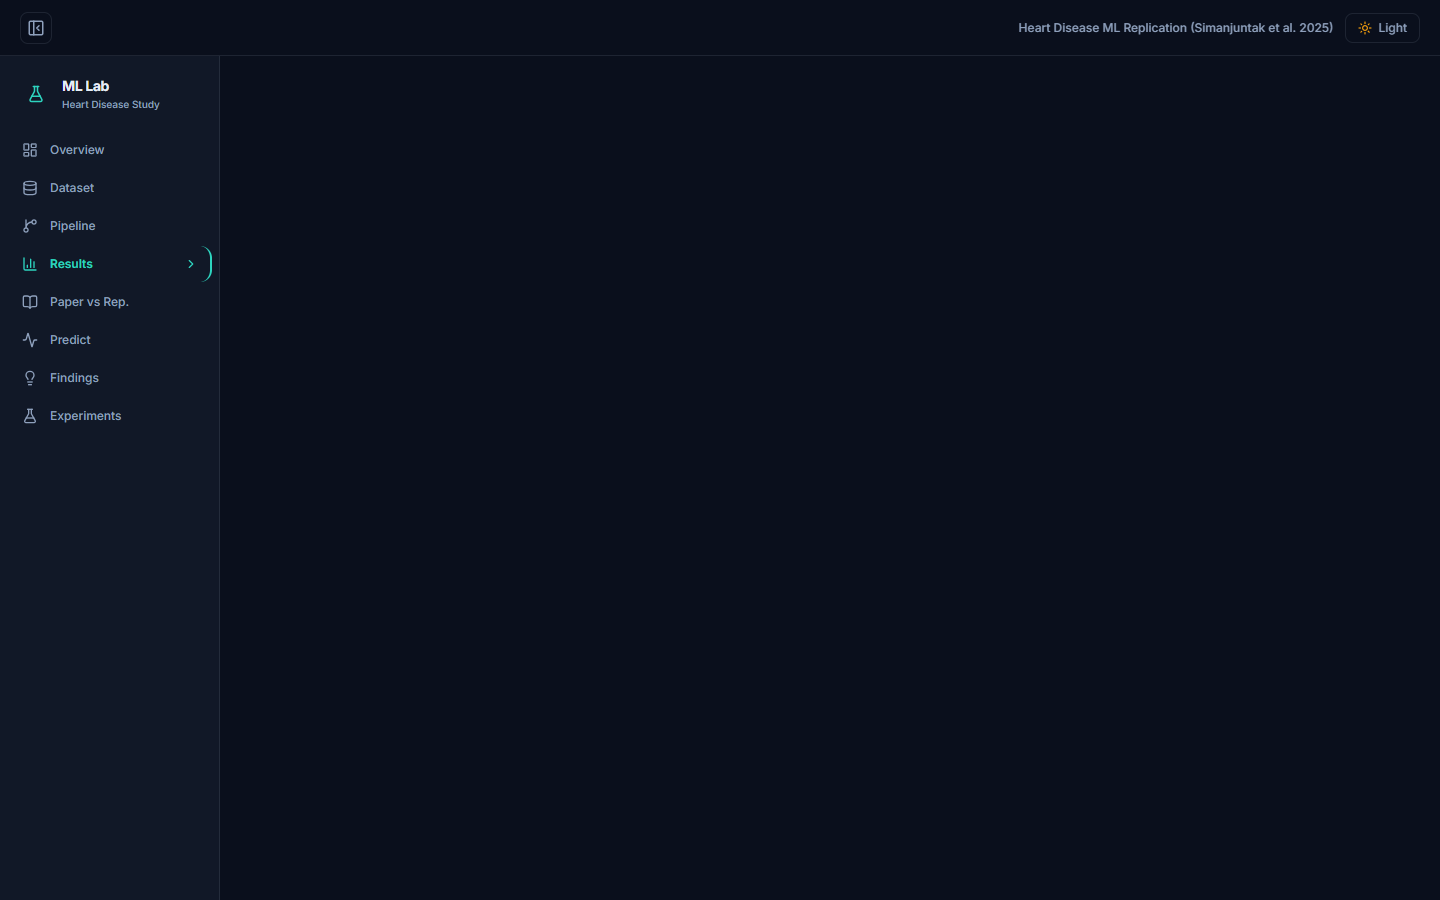 Heart Disease ML Replication (Simanjuntak et al. 2025)
Light
ML Lab
Heart Disease Study
Overview
Dataset
Pipeline
Results
Paper vs Rep.
Predict
Findings
Experiments